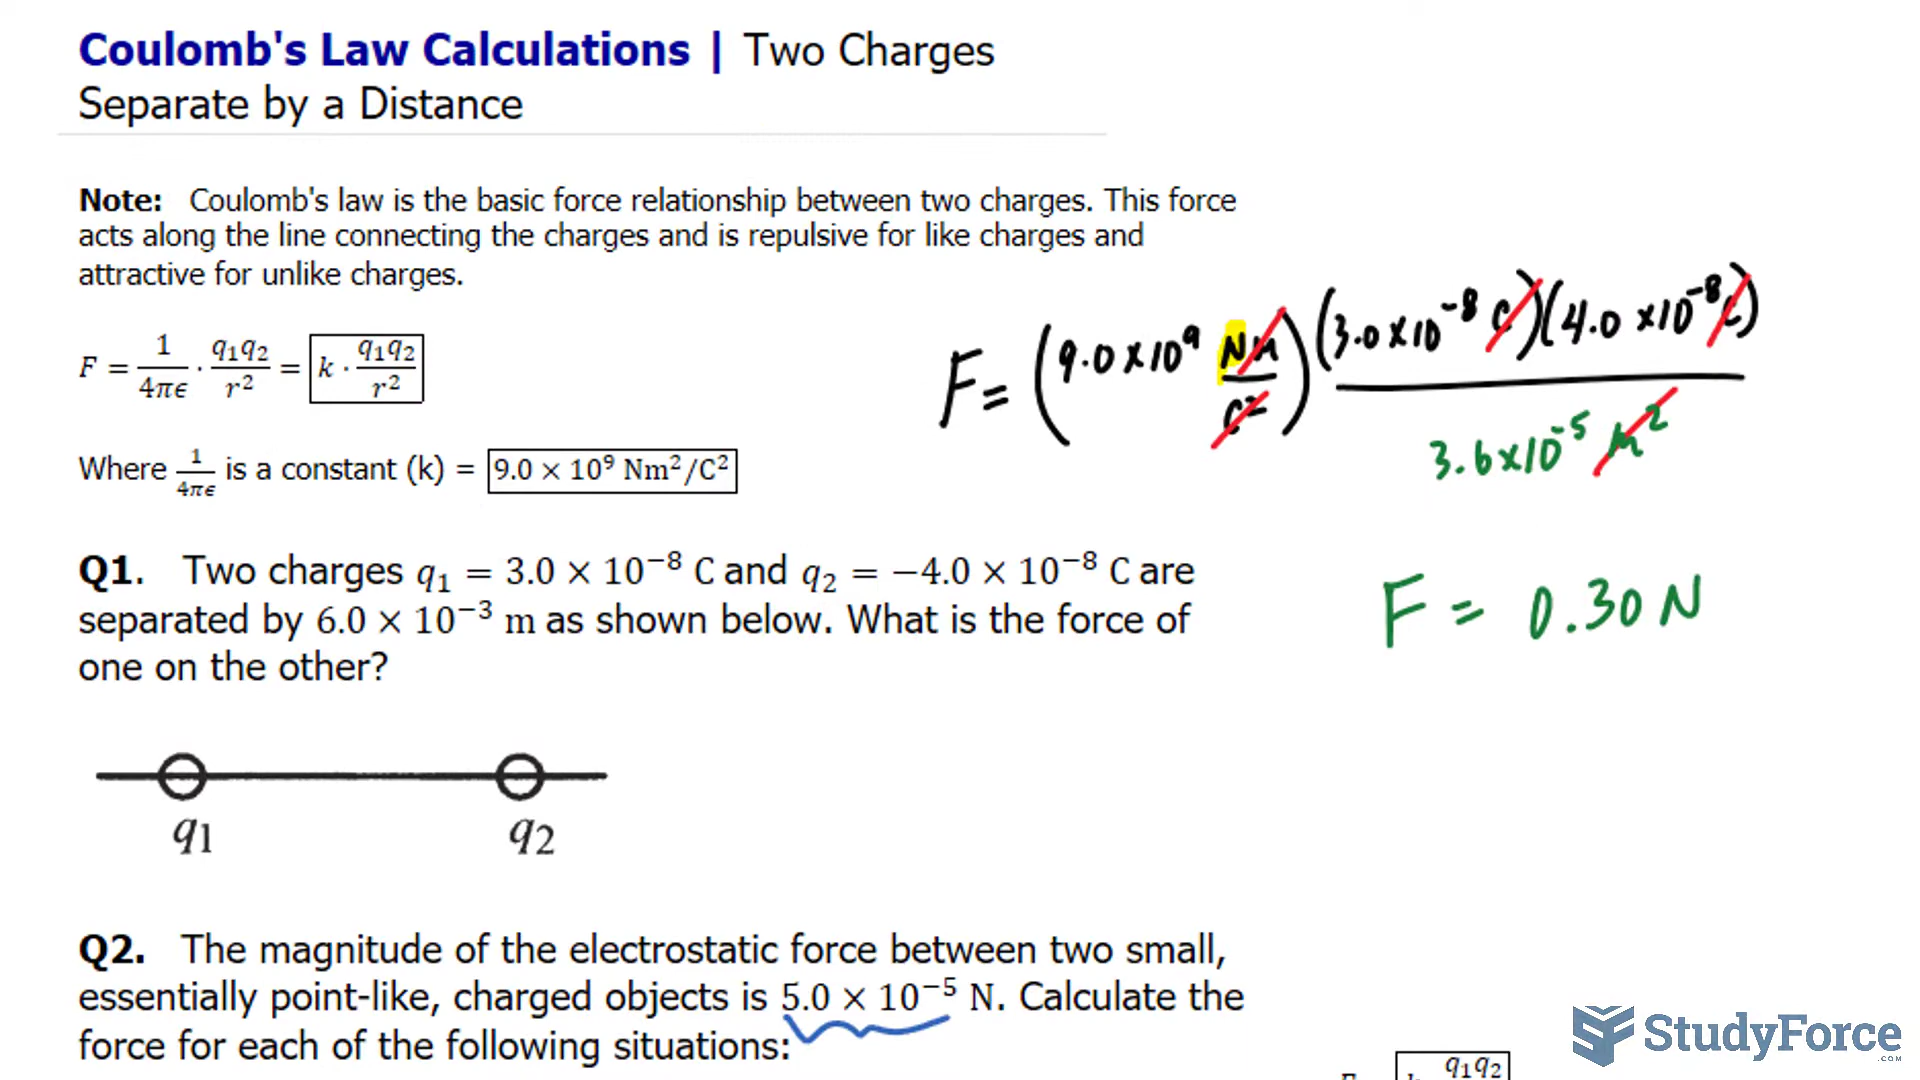 Coulomb's Law Calculations | Two Charges
Separate by a Distance
Note: Coulomb's law is the basic force relationship between two charges. This force
acts along the line connecting the charges and is repulsive for like charges and
attractive for unlike charges.
F = 1/4πϵ · q₁q₂/r² = k · q₁q₂/r²
Where 1/4πϵ is a constant (k) = 9.0 × 10⁹ Nm²/C²
F = (9.0 × 10⁹ Nm/C²) (3.0 × 10⁻⁸ C)(4.0 × 10⁻⁸ C)
3.6 × 10⁻⁵ m²
F = 0.30 N
Q1. Two charges q₁ = 3.0 × 10⁻⁸ C and q₂ = −4.0 × 10⁻⁸ C are
separated by 6.0 × 10⁻³ m as shown below. What is the force of
one on the other?
q1 q2
Q2. The magnitude of the electrostatic force between two small,
essentially point-like, charged objects is 5.0 × 10⁻⁵ N. Calculate the
force for each of the following situations:
q₁q₂
StudyForce
.COM